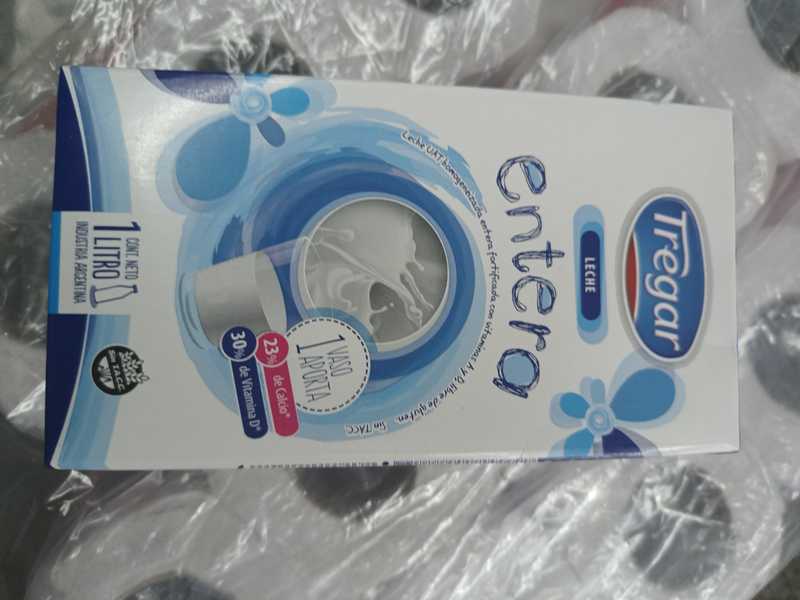 Tregar
LECHE
entera
Leche UAT homogeneizada entera fortificada con vitaminas A y D, libre de gluten.
Sin TACC.
1 VASO
APORTA
23% de Calcio*
30% de Vitamina D*
CONT. NETO
1 LITRO
INDUSTRIA ARGENTINA
SIN T.A.C.C.